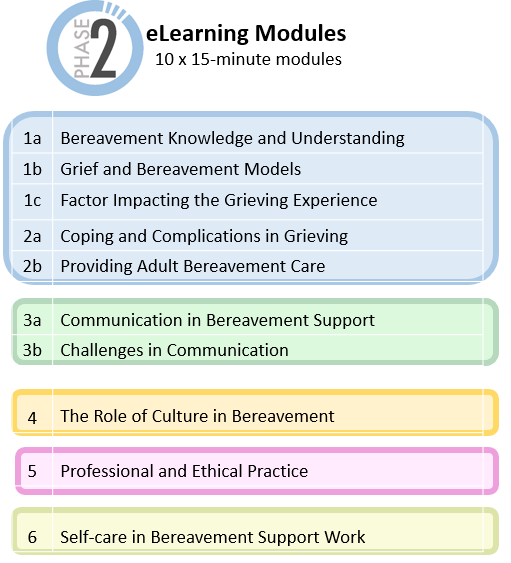 PHASE 2
eLearning Modules
10 x 15-minute modules
1a Bereavement Knowledge and Understanding
1b Grief and Bereavement Models
1c Factor Impacting the Grieving Experience
2a Coping and Complications in Grieving
2b Providing Adult Bereavement Care
3a Communication in Bereavement Support
3b Challenges in Communication
4 The Role of Culture in Bereavement
5 Professional and Ethical Practice
6 Self-care in Bereavement Support Work